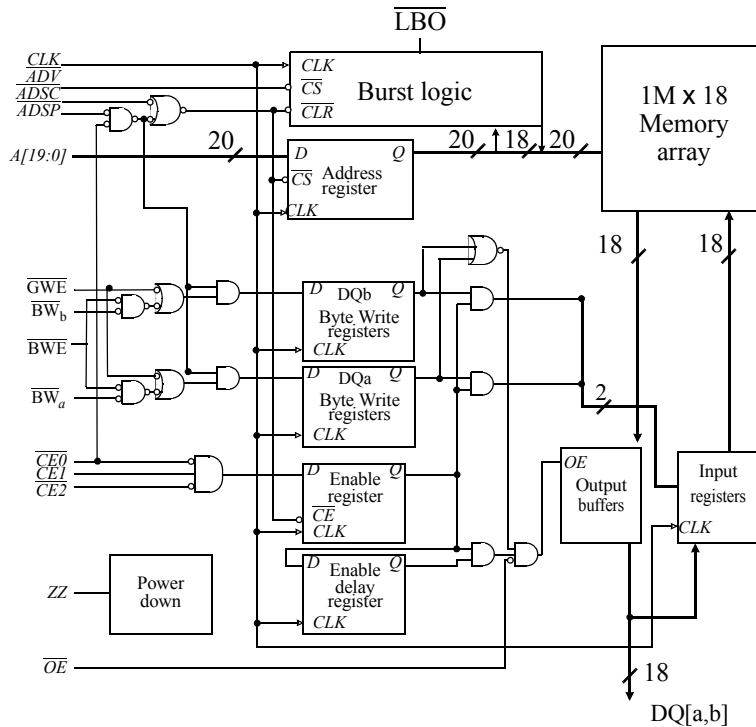 LBO
CLK
ADV
ADSC
ADSP
CLK
CS
CLR
Burst logic
1M x 18
Memory
array
A[19:0]
20
D
Q
CS
Address
register
CLK
20
18
20
18
18
GWE
BWb
BWE
BWa
D
DQb
Q
Byte Write
registers
CLK
D
DQa
Q
Byte Write
registers
CLK
2
CE0
CE1
CE2
D
Enable
Q
register
CE
CLK
D
Enable
Q
delay
register
CLK
OE
Output
buffers
Input
registers
CLK
ZZ
Power
down
OE
18
DQ[a,b]